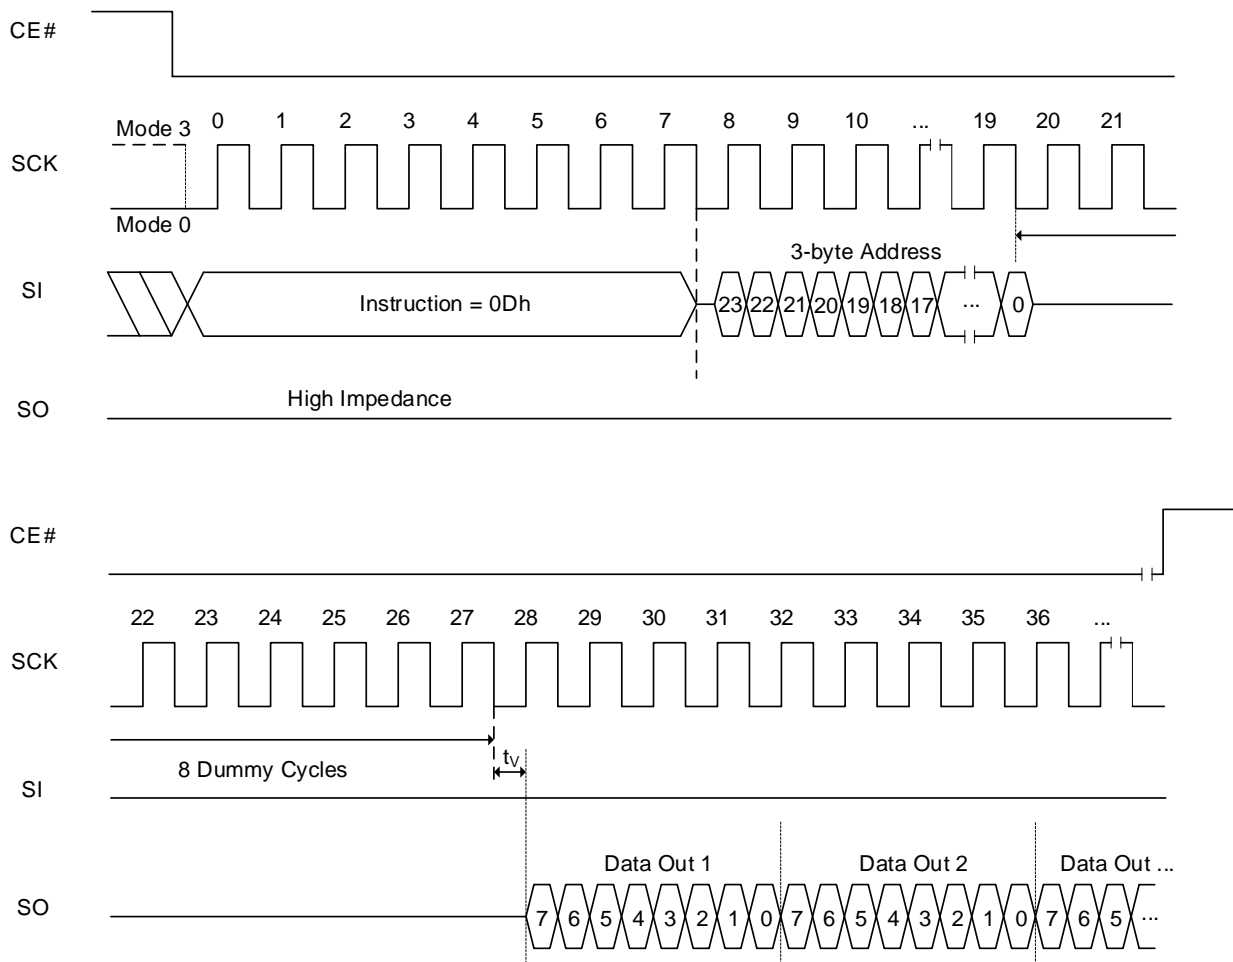 CE#
Mode 3 0 1 2 3 4 5 6 7 8 9 10 ... 19 20 21
SCK
Mode 0
3-byte Address
SI Instruction = 0Dh 23 22 21 20 19 18 17 ... 0
High Impedance
SO
CE#
22 23 24 25 26 27 28 29 30 31 32 33 34 35 36 ...
SCK
8 Dummy Cycles tV
SI
Data Out 1 Data Out 2 Data Out ...
SO 7 6 5 4 3 2 1 0 7 6 5 4 3 2 1 0 7 6 5 ...